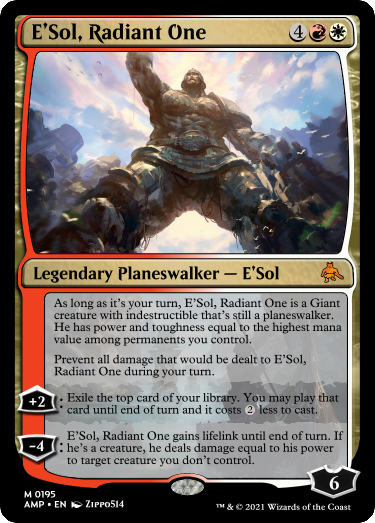 E'Sol, Radiant One 4
Legendary Planeswalker — E'Sol
As long as it's your turn, E'Sol, Radiant One is a Giant
creature with indestructible that's still a planeswalker.
He has power and toughness equal to the highest mana
value among permanents you control.
Prevent all damage that would be dealt to E'Sol,
Radiant One during your turn.
+2 : Exile the top card of your library. You may play that
card until end of turn and it costs 2 less to cast.
-4 : E'Sol, Radiant One gains lifelink until end of turn. If
he's a creature, he deals damage equal to his power
to target creature you don't control.
6
M 0195
AMP • EN Zippo514
™ & © 2021 Wizards of the Coast